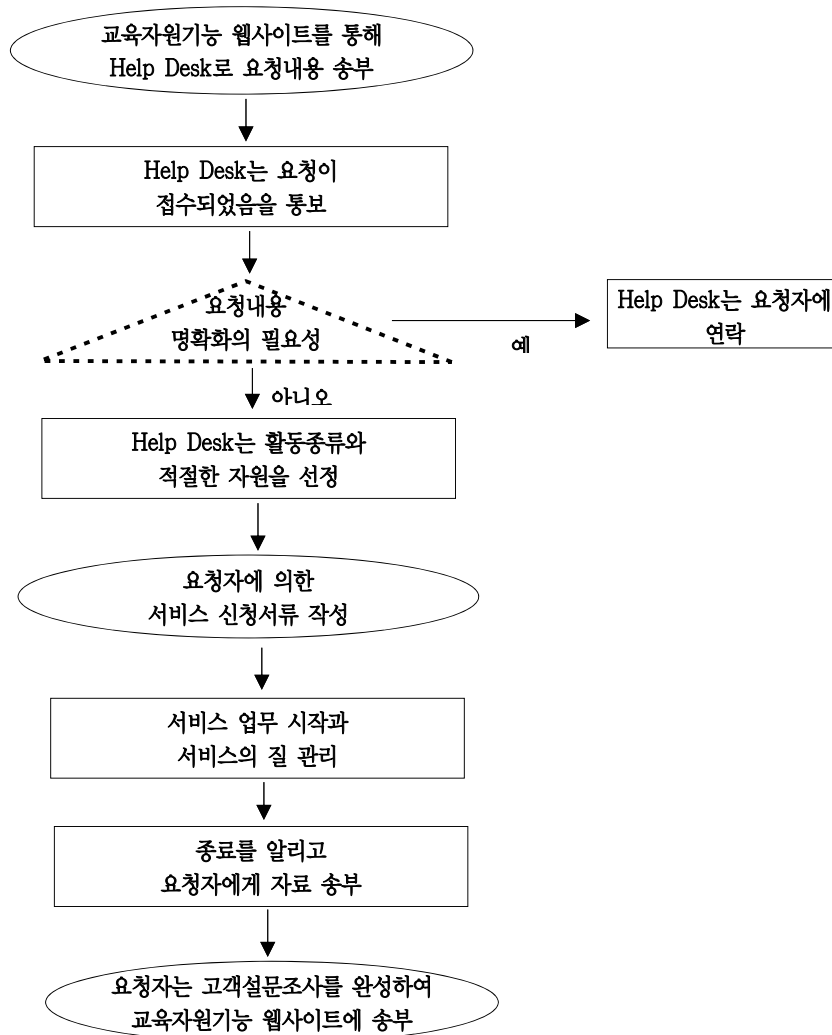 교육자원기능 웹사이트를 통해
Help Desk로 요청내용 송부
Help Desk는 요청이
접수되었음을 통보
요청내용
명확화의 필요성
예
Help Desk는 요청자에
연락
아니오
Help Desk는 활동종류와
적절한 자원을 선정
요청자에 의한
서비스 신청서류 작성
서비스 업무 시작과
서비스의 질 관리
종료를 알리고
요청자에게 자료 송부
요청자는 고객설문조사를 완성하여
교육자원기능 웹사이트에 송부